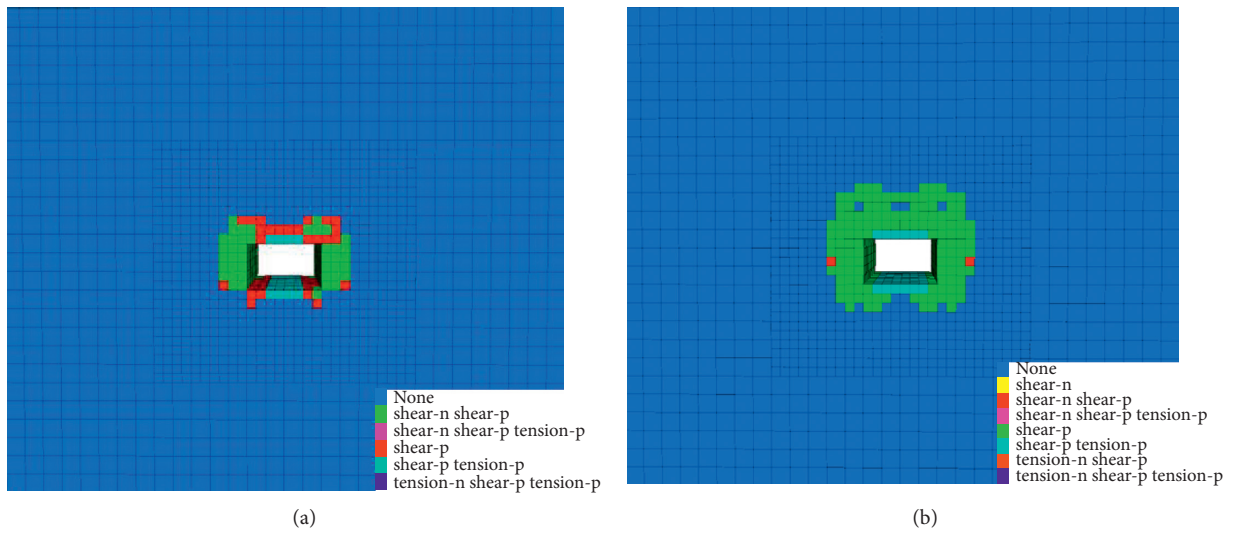 None
shear-n shear-p
shear-n shear-p tension-p
shear-p
shear-p tension-p
tension-n shear-p tension-p
(a)
None
shear-n
shear-n shear-p
shear-n shear-p tension-p
shear-p
shear-p tension-p
tension-n shear-p
tension-n shear-p tension-p
(b)